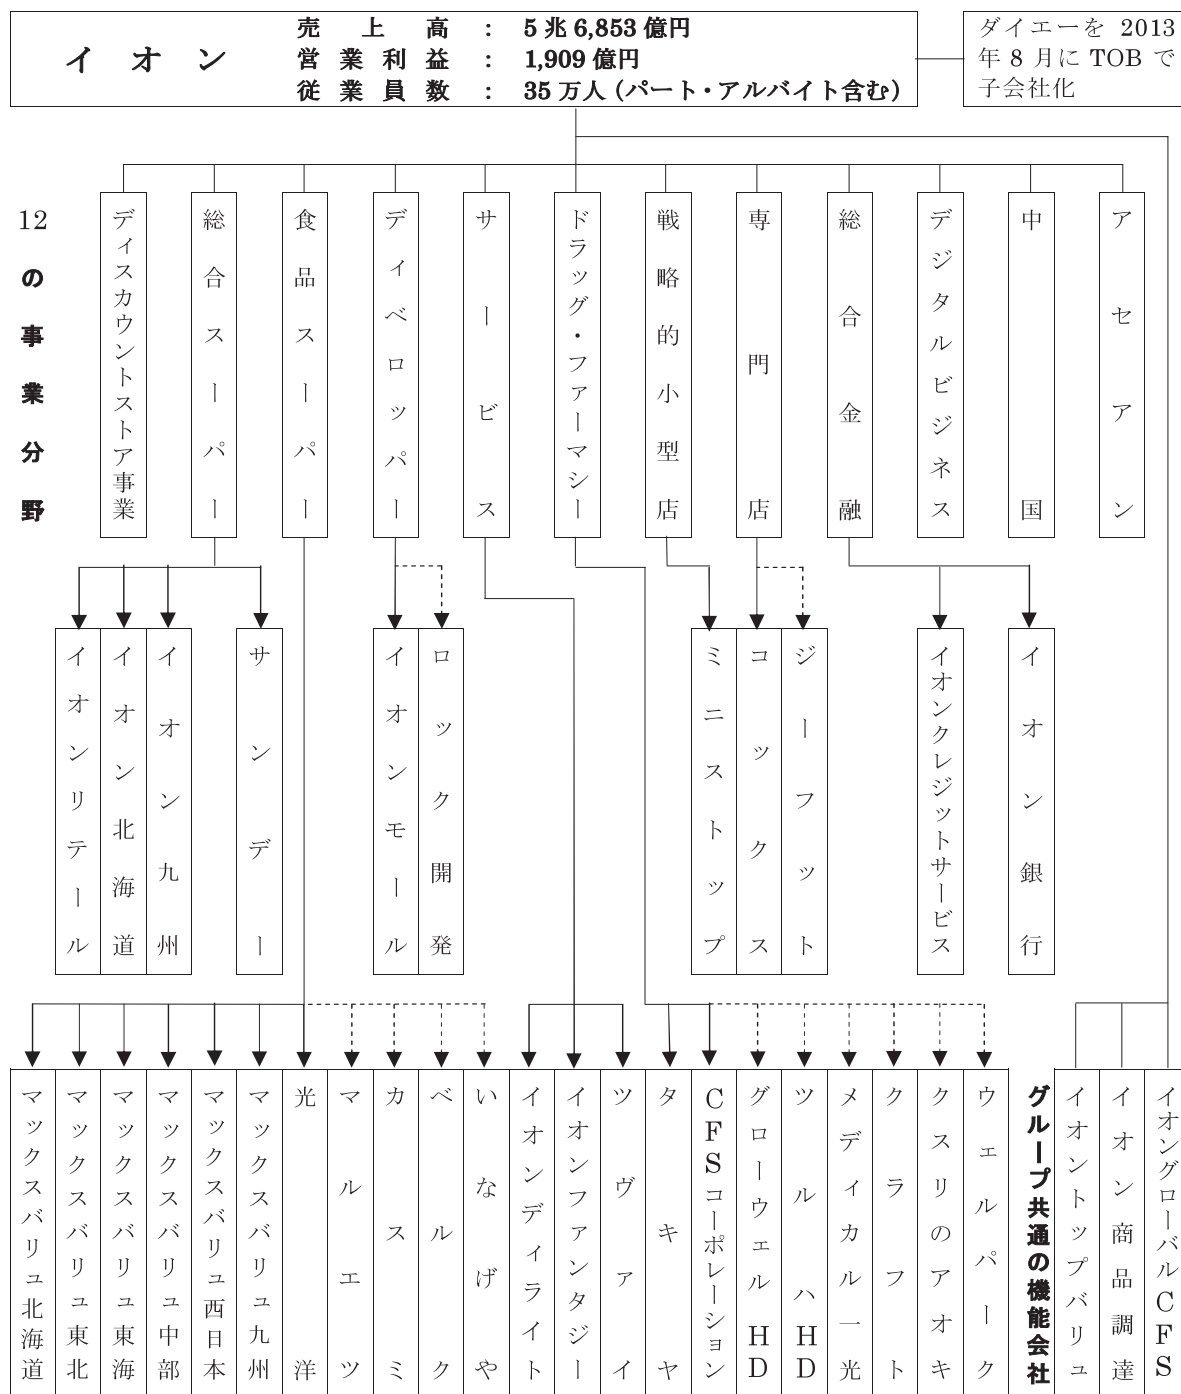 イオン
売上高：5兆6,853億円
営業利益：1,909億円
従業員数：35万人（パート・アルバイト含む）
ダイエーを 2013
年 8 月に TOB で
子会社化
12の事業分野
ディスカウントストア事業
総合スーパー
食品スーパー
ディベロッパー
サービス
ドラッグ・ファーマシー
戦略的小型店
専門店
総合金融
デジタルビジネス
中国
アセアン
イオンリテール
イオン北海道
イオン九州
サンデー
イオンモール
ロック開発
ミニストップ
コックス
ジーフット
イオンクレジットサービス
イオン銀行
マックスバリュ北海道
マックスバリュ東北
マックスバリュ東海
マックスバリュ中部
マックスバリュ西日本
マックスバリュ九州
光洋
マルエツ
カスミ
ベルク
いなげや
イオンディライト
イオンファンタジー
ツヴァイ
タキヤ
CFSコーポレーション
グローウェルHD
ツルハHD
メディカル一光
クラフト
クスリのアオキ
ウェルパーク
グループ共通の機能会社
イオントップバリュ
イオン商品調達
イオングローバルCFS